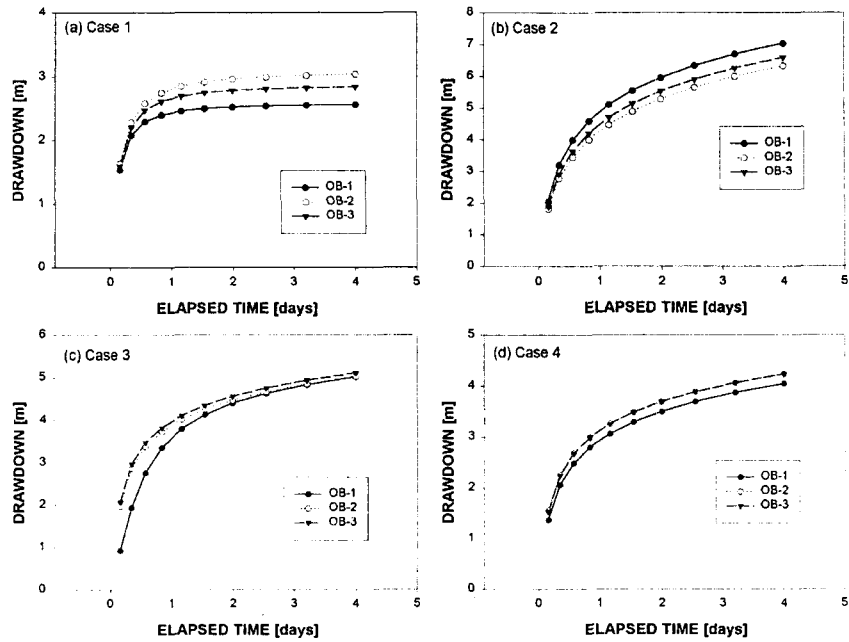 (a) Case 1
DRAWDOWN [m]
4
3
2
1
0
OB-1
OB-2
OB-3
0 1 2 3 4 5
ELAPSED TIME [days]
(b) Case 2
DRAWDOWN [m]
8
7
6
5
4
3
2
1
0
OB-1
OB-2
OB-3
0 1 2 3 4 5
ELAPSED TIME [days]
(c) Case 3
DRAWDOWN [m]
6
5
4
3
2
1
0
OB-1
OB-2
OB-3
0 1 2 3 4 5
ELAPSED TIME [days]
(d) Case 4
DRAWDOWN [m]
5
4
3
2
1
0
OB-1
OB-2
OB-3
0 1 2 3 4 5
ELAPSED TIME [days]